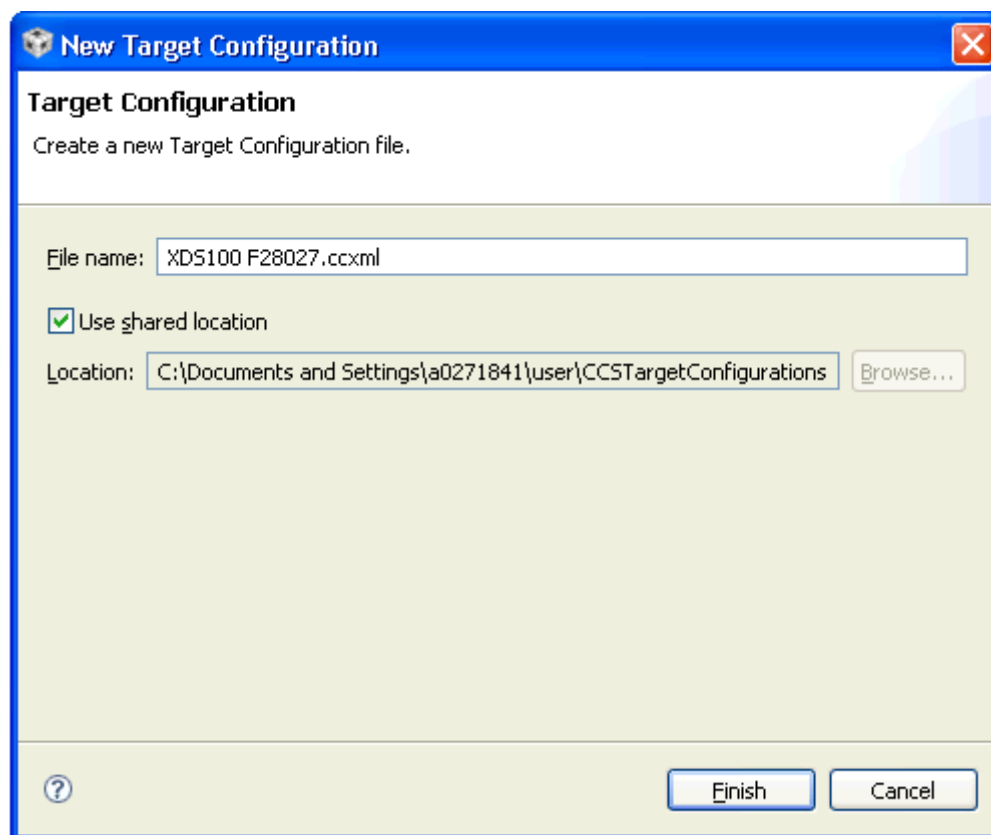 New Target Configuration
Target Configuration
Create a new Target Configuration file.
File name: XDS100 F28027.ccxml
Use shared location
Location: C:\Documents and Settings\a0271841\user\CCSTargetConfigurations Browse...
? Finish Cancel